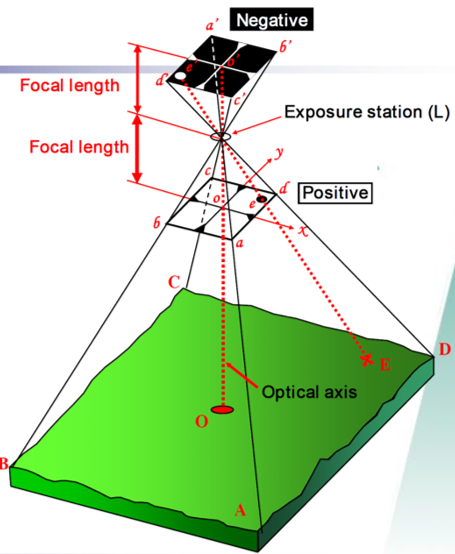 Negative
a'
b'
e'
o'
d'
c'
Focal length
Exposure station (L)
Focal length
y
c
d
Positive
o
e
b
x
a
C
D
E
Optical axis
O
B
A